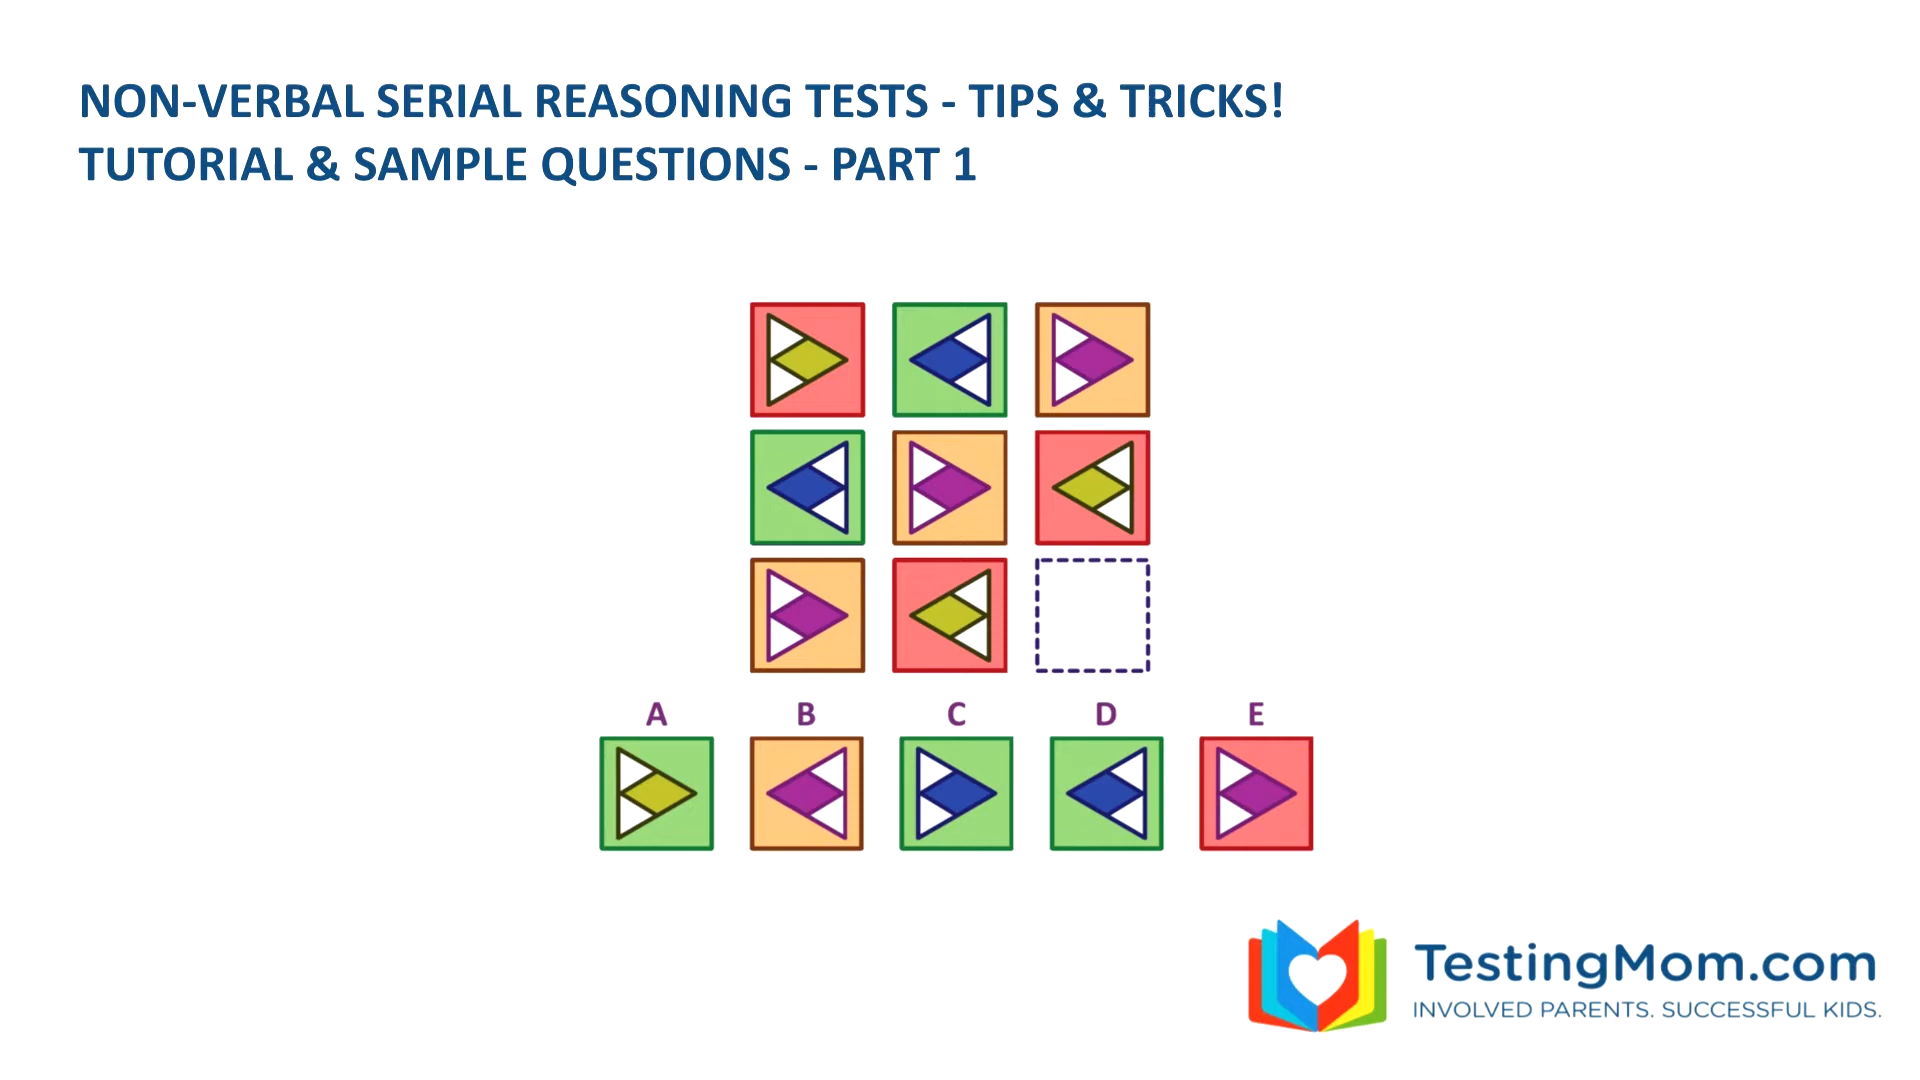 NON-VERBAL SERIAL REASONING TESTS - TIPS & TRICKS!
TUTORIAL & SAMPLE QUESTIONS - PART 1
A B C D E
TestingMom.com
INVOLVED PARENTS. SUCCESSFUL KIDS.